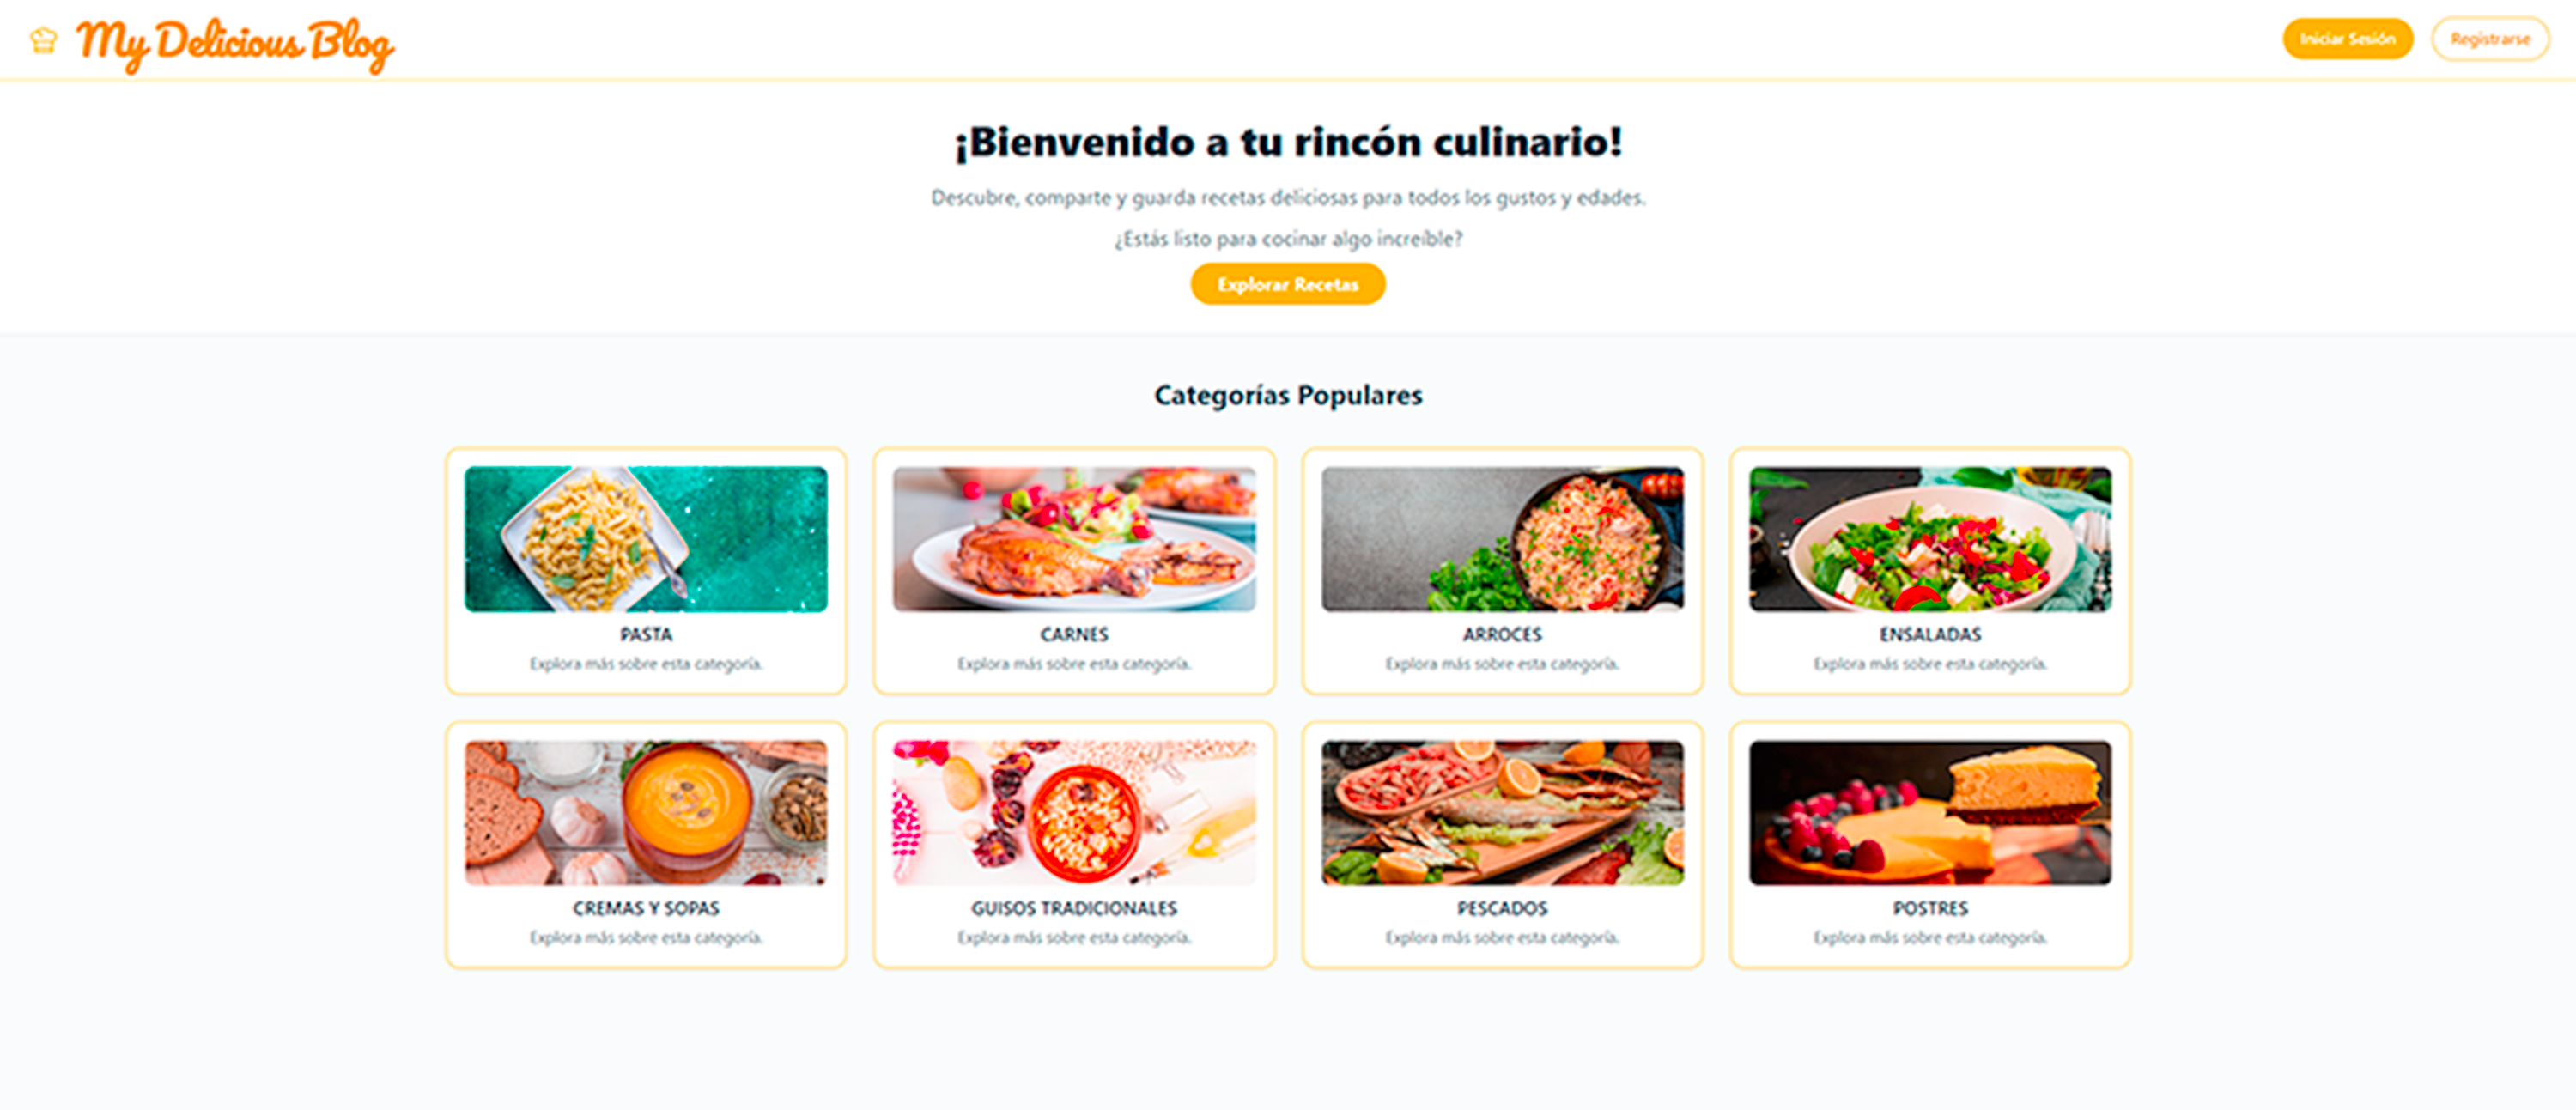 My Delicious Blog
Iniciar Sesión
Registrarse
¡Bienvenido a tu rincón culinario!
Descubre, comparte y guarda recetas deliciosas para todos los gustos y edades.
¿Estás listo para cocinar algo increíble?
Explorar Recetas
Categorías Populares
PASTA
Explora más sobre esta categoría.
CARNES
Explora más sobre esta categoría.
ARROCES
Explora más sobre esta categoría.
ENSALADAS
Explora más sobre esta categoría.
CREMAS Y SOPAS
Explora más sobre esta categoría.
GUISOS TRADICIONALES
Explora más sobre esta categoría.
PESCADOS
Explora más sobre esta categoría.
POSTRES
Explora más sobre esta categoría.